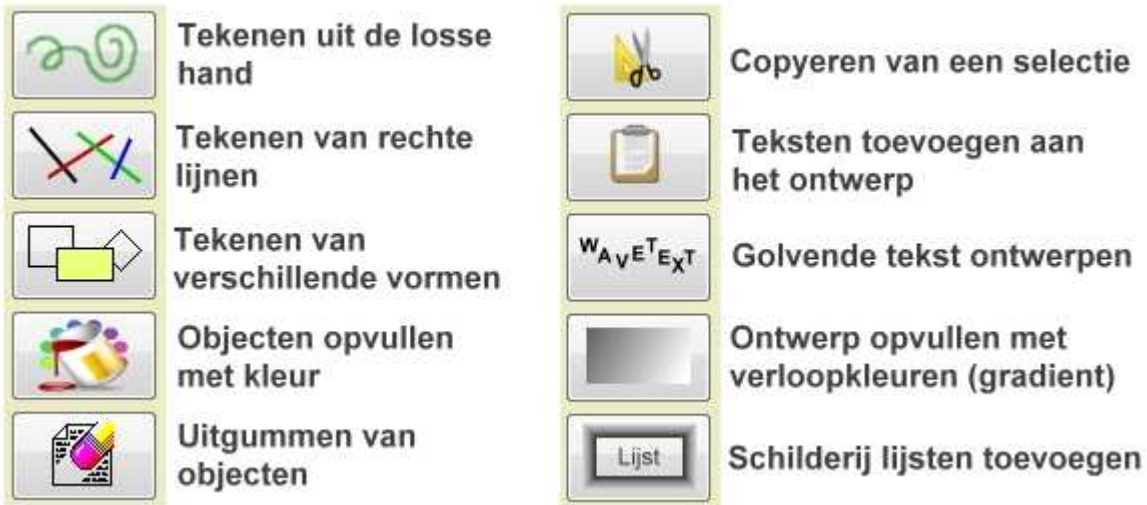 Tekenen uit de losse
hand
Tekenen van rechte
lijnen
Tekenen van
verschillende vormen
Objecten opvullen
met kleur
Uitgummen van
objecten
Copyeren van een selectie
Teksten toevoegen aan
het ontwerp
WAVETEXT
Golvende tekst ontwerpen
Ontwerp opvullen met
verloopkleuren (gradient)
Lijst
Schilderij lijsten toevoegen